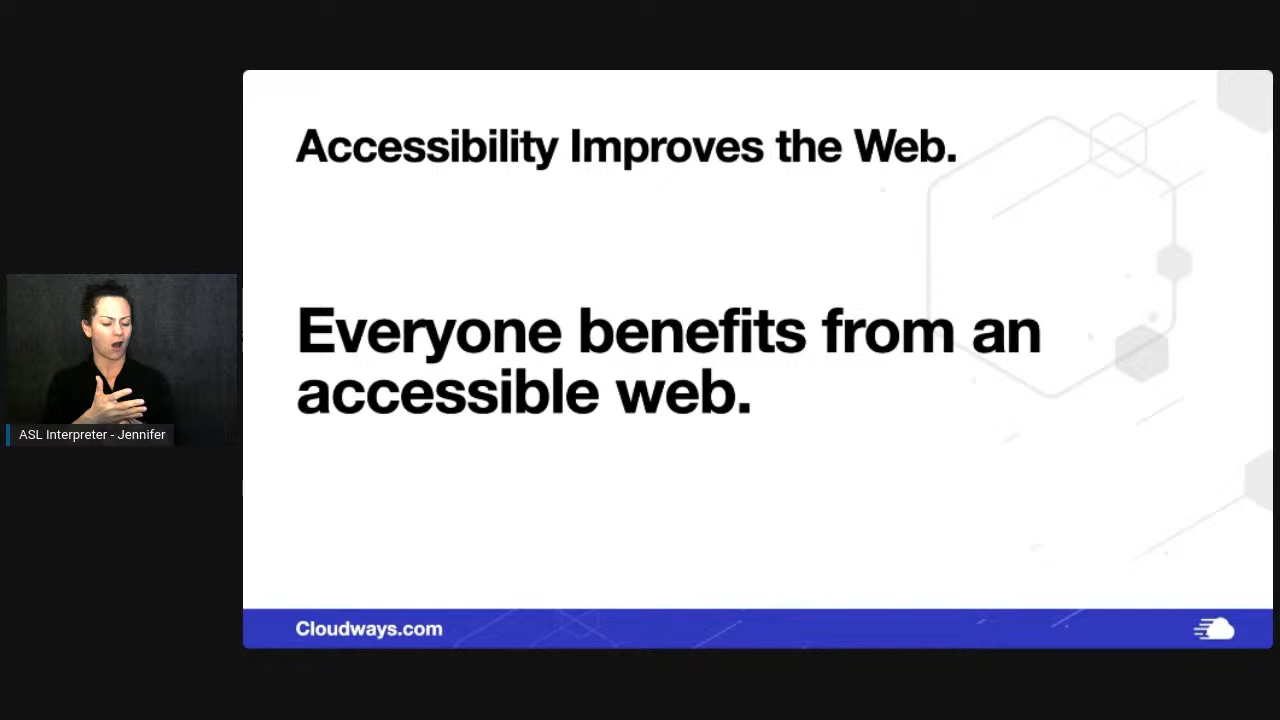 Accessibility Improves the Web.
Everyone benefits from an
accessible web.
ASL Interpreter - Jennifer
Cloudways.com